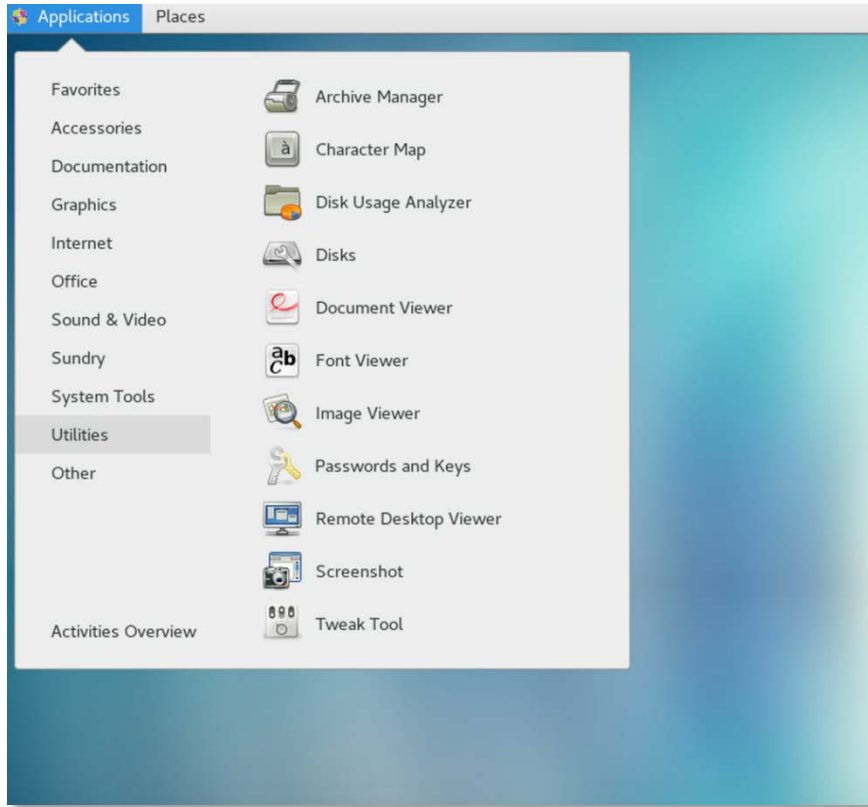 Applications Places
Favorites
Accessories
Documentation
Graphics
Internet
Office
Sound & Video
Sundry
System Tools
Utilities
Other
Activities Overview
Archive Manager
à
Character Map
Disk Usage Analyzer
Disks
Document Viewer
abc
Font Viewer
Image Viewer
Passwords and Keys
Remote Desktop Viewer
Screenshot
Tweak Tool